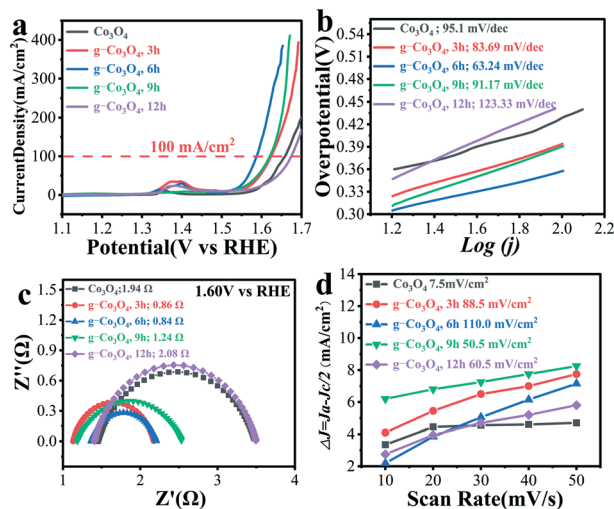 a
CurrentDensity(mA/cm²)
400
300
200
100
0
Co₃O₄
g-Co₃O₄, 3h
g-Co₃O₄, 6h
g-Co₃O₄, 9h
g-Co₃O₄, 12h
100 mA/cm²
1.1 1.2 1.3 1.4 1.5 1.6 1.7
Potential(V vs RHE)
b
Overpotential(V)
0.54
0.51
0.48
0.45
0.42
0.39
0.36
0.33
0.30
Co₃O₄ ; 95.1 mV/dec
g-Co₃O₄, 3h; 83.69 mV/dec
g-Co₃O₄, 6h; 63.24 mV/dec
g-Co₃O₄, 9h; 91.17 mV/dec
g-Co₃O₄, 12h; 123.33 mV/dec
1.2 1.4 1.6 1.8 2.0 2.2
Log (j)
c
Z''(Ω)
1.5
1.2
0.9
0.6
0.3
0.0
1.60V vs RHE
Co₃O₄;1.94 Ω
g-Co₃O₄, 3h; 0.86 Ω
g-Co₃O₄, 6h; 0.84 Ω
g-Co₃O₄, 9h; 1.24 Ω
g-Co₃O₄, 12h; 2.08 Ω
1 2 3 4
Z'(Ω)
d
ΔJ=Ja-Jc/2 (mA/cm²)
14
12
10
8
6
4
2
Co₃O₄ 7.5mV/cm²
g-Co₃O₄, 3h 88.5 mV/cm²
g-Co₃O₄, 6h 110.0 mV/cm²
g-Co₃O₄, 9h 50.5 mV/cm²
g-Co₃O₄, 12h 60.5 mV/cm²
10 20 30 40 50
Scan Rate(mV/s)